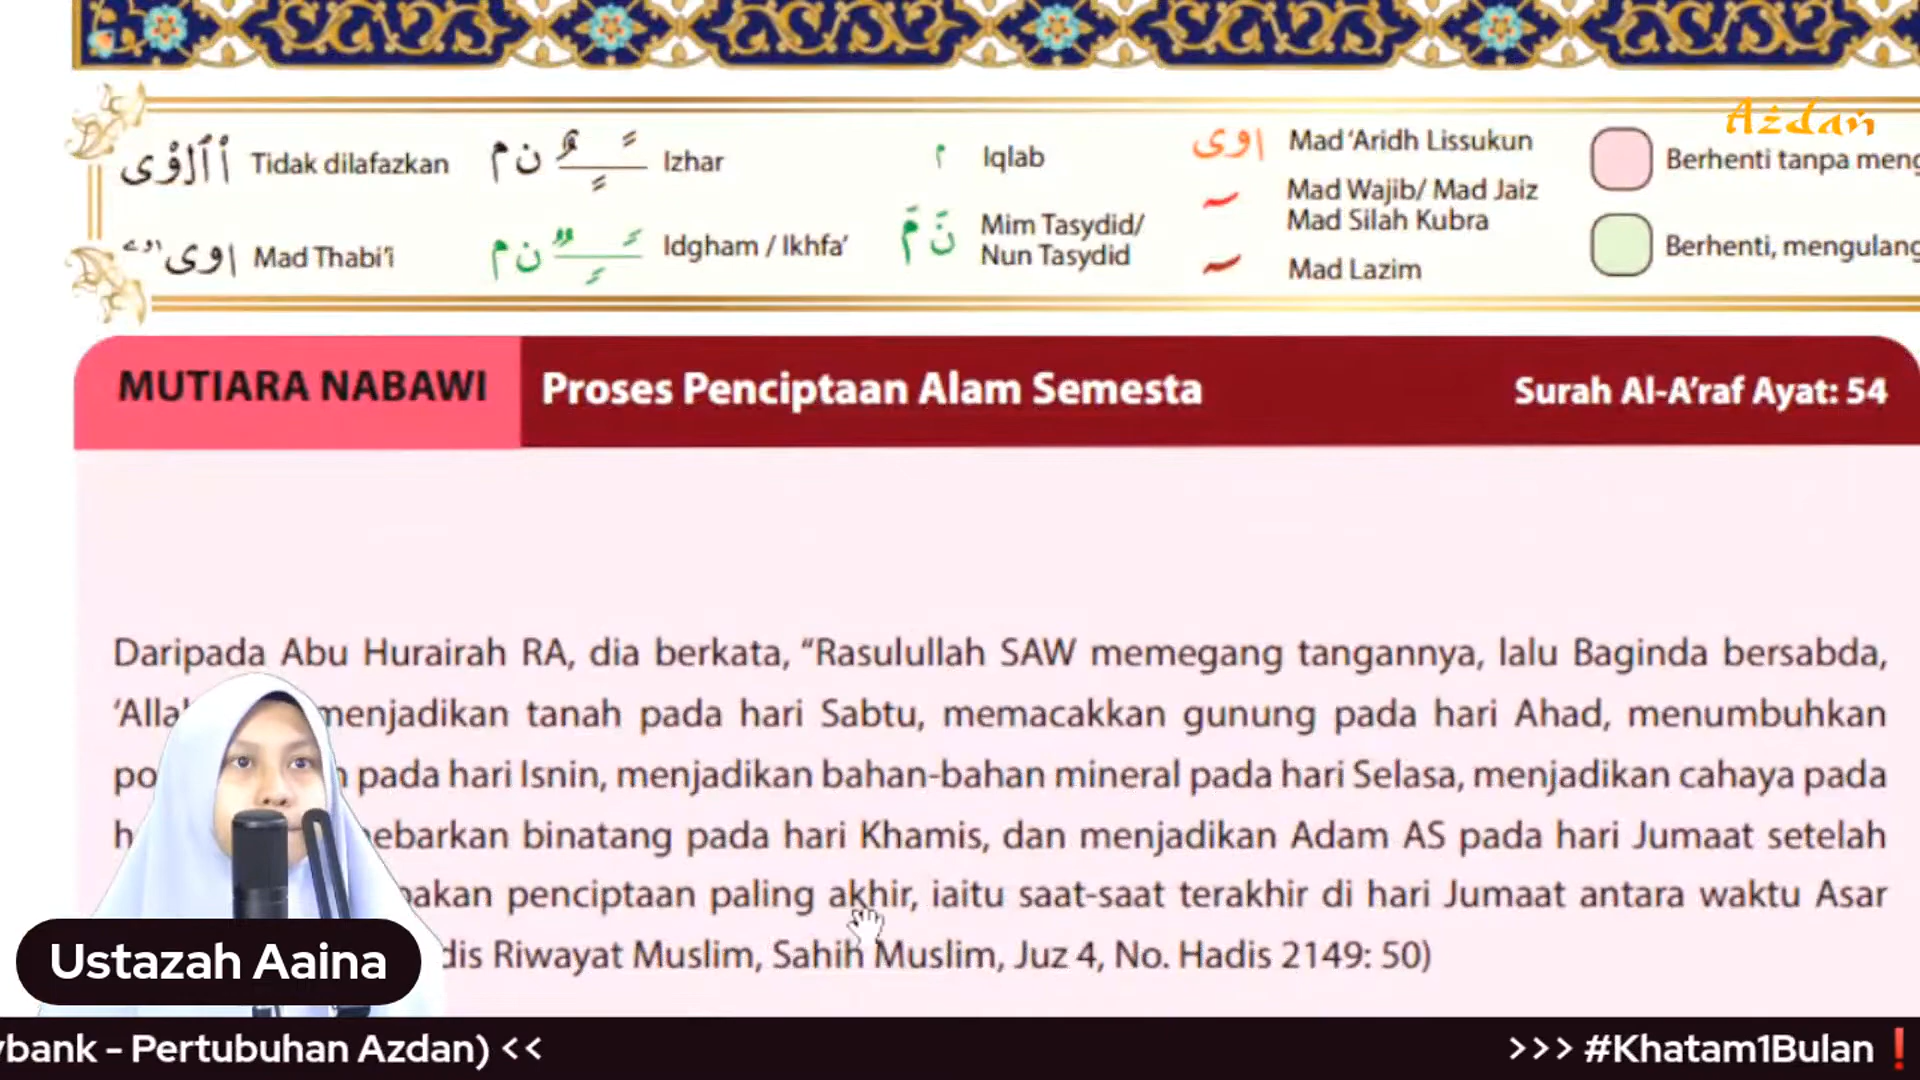 Azdan
ٱ ٱلْوْى Tidak dilafazkan
ن م Izhar
م Iqlab
اوى Mad ‘Aridh Lissukun
Berhenti tanpa
Mad Wajib/ Mad Jaiz
Mad Silah Kubra
اوى Mad Thabi’i
ن م Idgham / Ikhfa’
نّ مّ Mim Tasydid/
Nun Tasydid
Mad Lazim
Berhenti, mengulang
MUTIARA NABAWI Proses Penciptaan Alam Semesta Surah Al-A’raf Ayat: 54
Daripada Abu Hurairah RA, dia berkata, “Rasulullah SAW memegang tangannya, lalu Baginda bersabda,
menjadikan tanah pada hari Sabtu, memacakkan gunung pada hari Ahad, menumbuhkan
pada hari Isnin, menjadikan bahan-bahan mineral pada hari Selasa, menjadikan cahaya pada
hari Khamis, dan menjadikan Adam AS pada hari Jumaat setelah
penciptaan paling akhir, iaitu saat-saat terakhir di hari Jumaat antara waktu Asar
Riwayat Muslim, Sahih Muslim, Juz 4, No. Hadis 2149: 50)
Ustazah Aaina
- Pertubuhan Azdan) << >>> #Khatam1Bulan❗